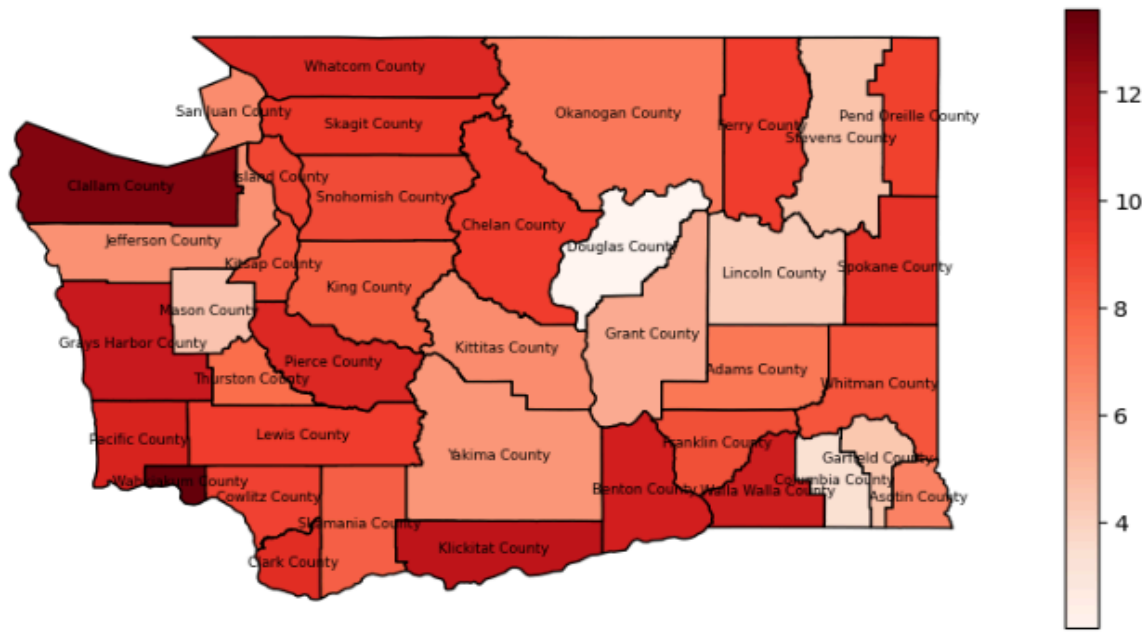 Whatcom County
San Juan County
Skagit County
Okanogan County
Ferry County
Pend Oreille County
Stevens County
Clallam County
Island County
Snohomish County
Chelan County
Jefferson County
Douglas County
Kitsap County
King County
Lincoln County
Spokane County
Mason County
Grays Harbor County
Grant County
Kittitas County
Pierce County
Thurston County
Adams County
Whitman County
Pacific County
Lewis County
Yakima County
Franklin County
Garfield County
Wahkiakum County
Columbia County
Cowlitz County
Benton County
Walla Walla County
Asotin County
Skamania County
Clark County
Klickitat County
12
10
8
6
4